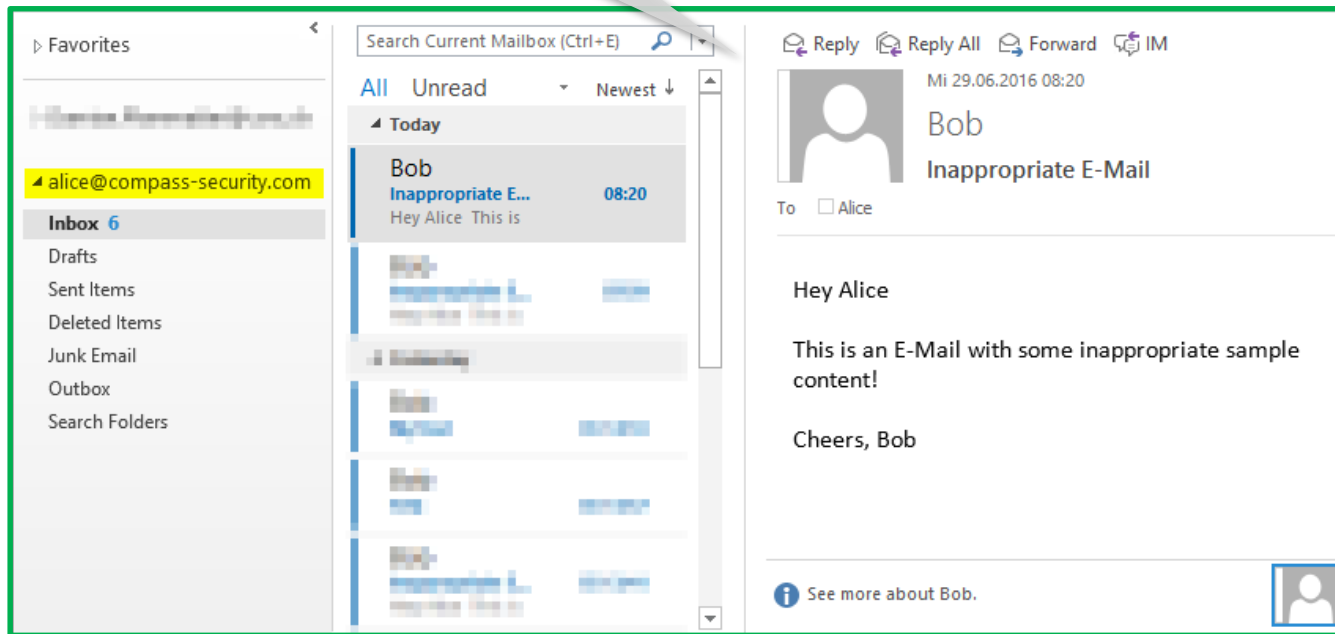 Favorites
alice@compass-security.com
Inbox 6
Drafts
Sent Items
Deleted Items
Junk Email
Outbox
Search Folders
Search Current Mailbox (Ctrl+E)
All Unread Newest ↓
Today
Bob
Inappropriate E... 08:20
Hey Alice This is
Reply Reply All Forward IM
Mi 29.06.2016 08:20
Bob
Inappropriate E-Mail
To Alice
Hey Alice
This is an E-Mail with some inappropriate sample
content!
Cheers, Bob
See more about Bob.